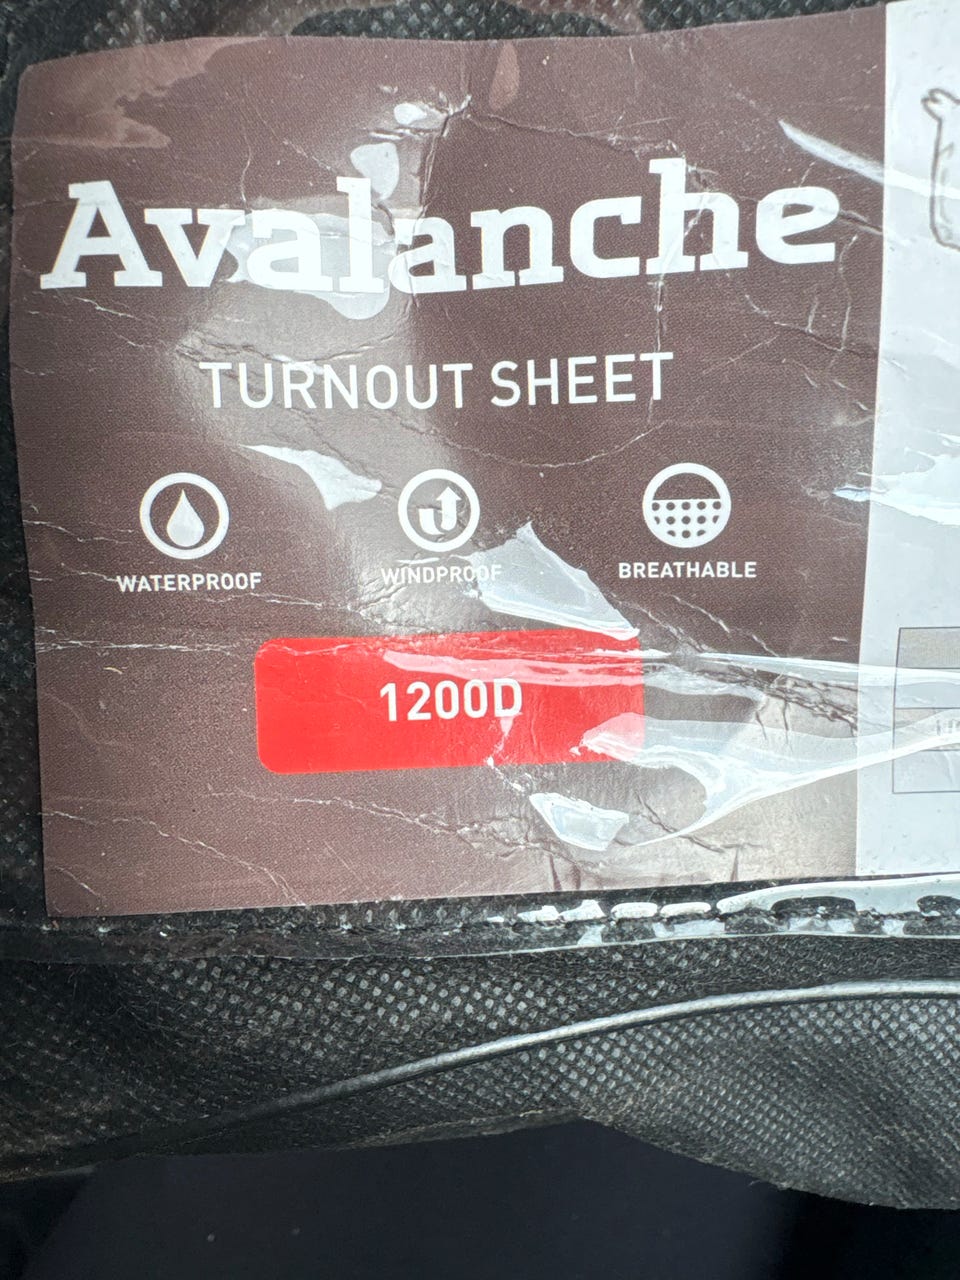 Avalanche
TURNOUT SHEET
WATERPROOF
WINDPROOF
BREATHABLE
1200D